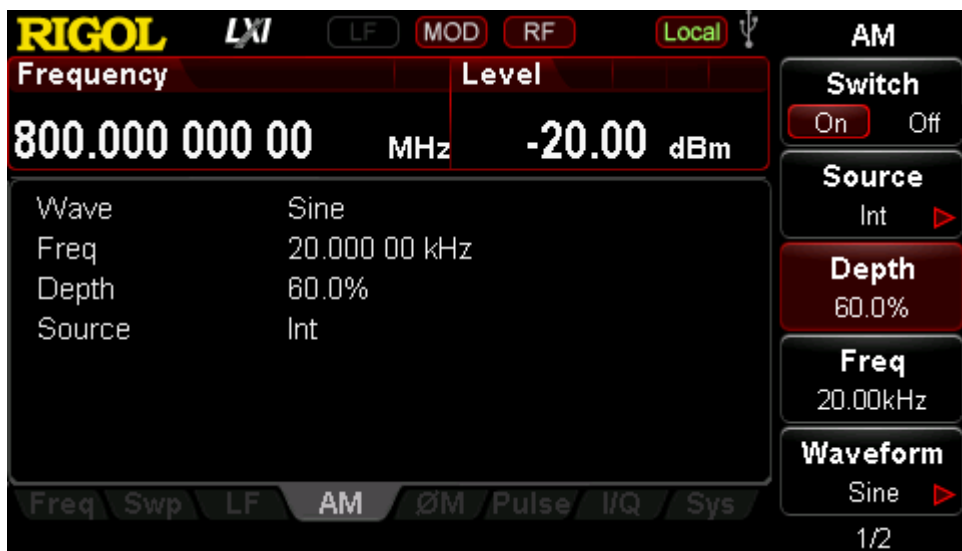 RIGOL LXI LF MOD RF Local AM
Frequency Level
800.000 000 00 MHz -20.00 dBm
Wave Sine
Freq 20.000 00 kHz
Depth 60.0%
Source Int
Freq Swp LF AM ØM Pulse I/Q Sys
Switch
On Off
Source
Int
Depth
60.0%
Freq
20.00kHz
Waveform
Sine
1/2